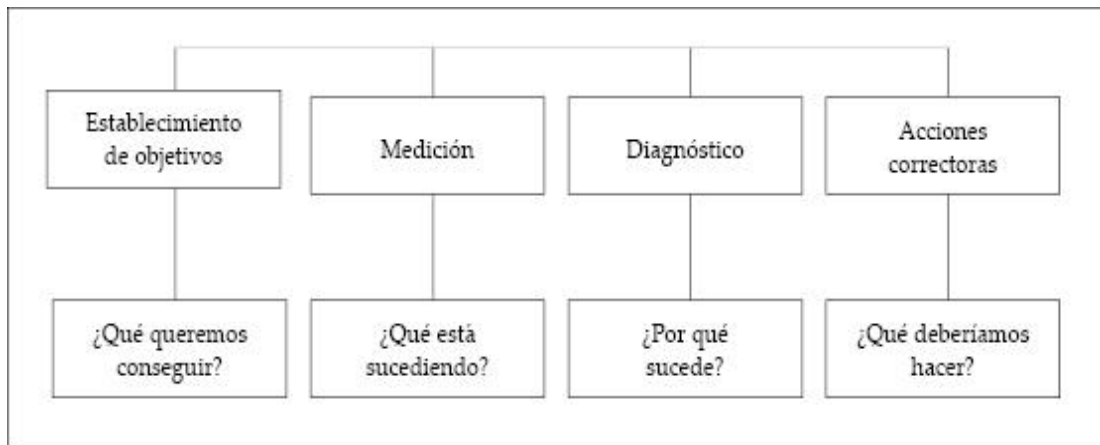 Establecimiento
de objetivos
Medición
Diagnóstico
Acciones
correctoras
¿Qué queremos
conseguir?
¿Qué está
sucediendo?
¿Por qué
sucede?
¿Qué deberíamos
hacer?